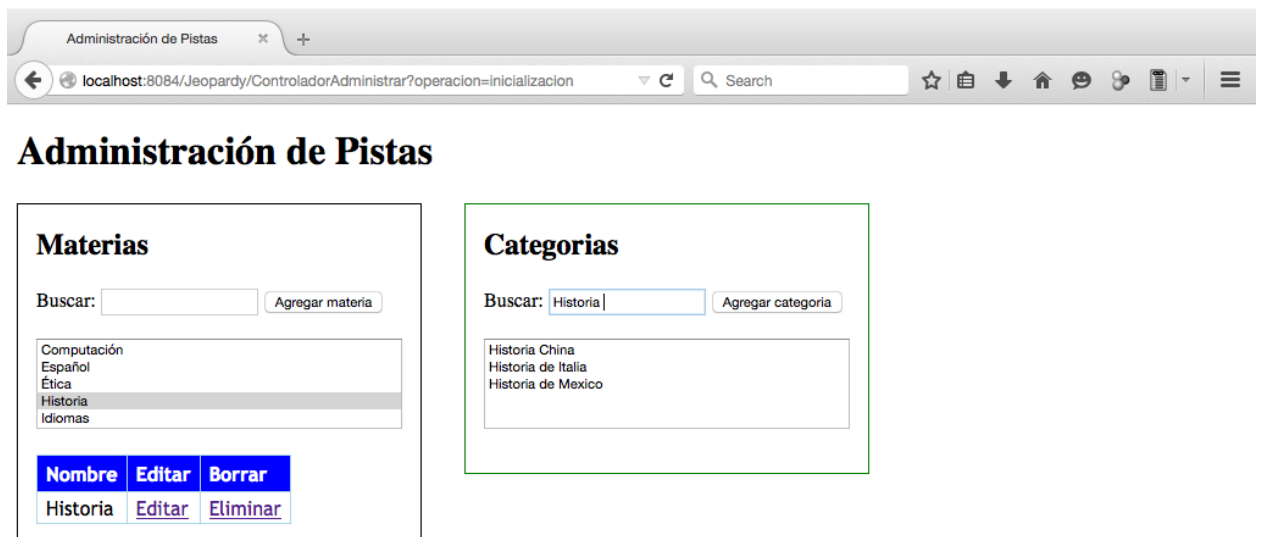 Administración de Pistas
localhost:8084/Jeopardy/ControladorAdministrar?operacion=inicializacion
Search
Administración de Pistas
Materias
Buscar:
Agregar materia
Computación
Español
Ética
Historia
Idiomas
Nombre Editar Borrar
Historia Editar Eliminar
Categorias
Buscar: Historia
Agregar categoria
Historia China
Historia de Italia
Historia de Mexico